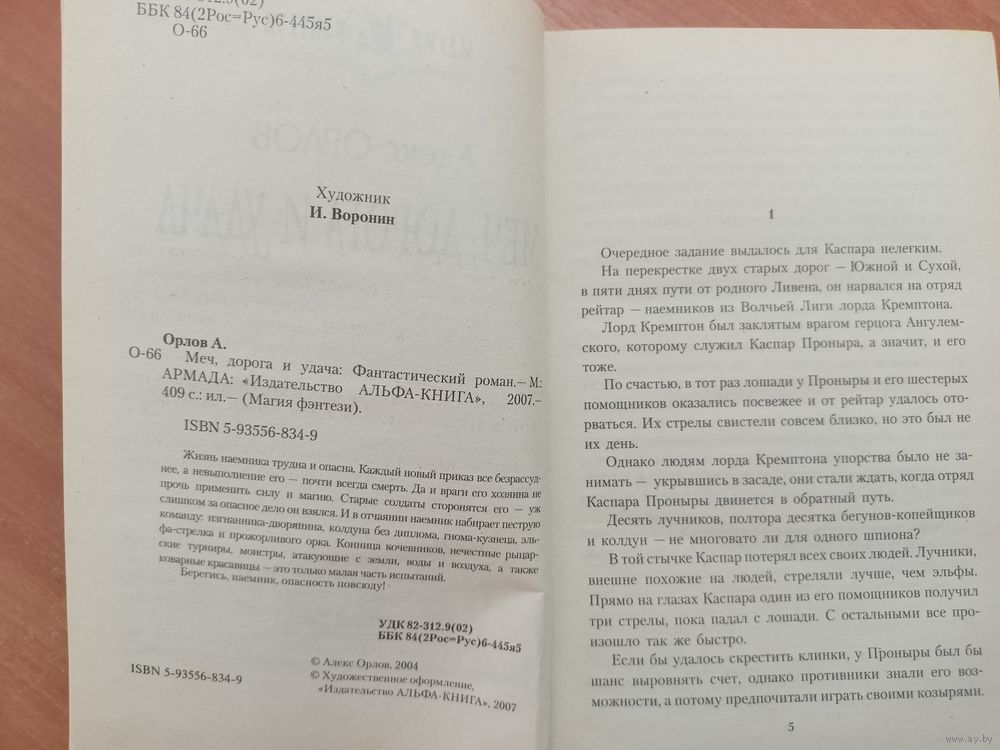 312.9(02)
ББК 84(2Рос=Рус)6-445я5
О-66
Художник
И. Воронин
Орлов А.
О-66 Меч, дорога и удача: Фантастический роман.— М.:
АРМАДА: «Издательство АЛЬФА-КНИГА», 2007.—
409 с.: ил.— (Магия фэнтези).
ISBN 5-93556-834-9
Жизнь наемника трудна и опасна. Каждый новый приказ все безрассуд-
нее, а невыполнение его — почти всегда смерть. Да и враги его хозяина не
прочь применить силу и магию. Старые солдаты сторонятся его — уж
слишком за опасное дело он взялся. И в отчаянии наемник набирает пеструю
команду: изгнанника-дворянина, колдуна без диплома, гнома-кузнеца, эль-
фа-стрелка и прожорливого орка. Конница кочевников, нечестные рыцар-
ские турниры, монстры, атакующие с земли, воды и воздуха, а также
коварные красавицы — это только малая часть испытаний.
Берегись, наемник, опасность повсюду!
УДК 82-312.9(02)
ББК 84(2Рос=Рус)6-445я5
© Алекс Орлов, 2004
© Художественное оформление,
«Издательство АЛЬФА-КНИГА», 2007
ISBN 5-93556-834-9
1
Очередное задание выдалось для Каспара нелегким.
На перекрестке двух старых дорог — Южной и Сухой,
в пяти днях пути от родного Ливена, он нарвался на отряд
рейтар — наемников из Волчьей Лиги лорда Кремптона.
Лорд Кремптон был заклятым врагом герцога Ангулем-
ского, которому служил Каспар Проныра, а значит, и его
тоже.
По счастью, в тот раз лошади у Проныры и его шестерых
помощников оказались посвежее и от рейтар удалось ото-
рваться. Их стрелы свистели совсем близко, но это был не
их день.
Однако людям лорда Кремптона упорства было не за-
нимать — укрывшись в засаде, они стали ждать, когда отряд
Каспара Проныры двинется в обратный путь.
Десять лучников, полтора десятка бегунов-копейщиков
и колдун — не многовато ли для одного шпиона?
В той стычке Каспар потерял всех своих людей. Лучники,
внешне похожие на людей, стреляли лучше, чем эльфы.
Прямо на глазах Каспара один из его помощников получил
три стрелы, пока падал с лошади. С остальными все про-
изошло так же быстро.
Если бы удалось скрестить клинки, у Проныры был бы
шанс выровнять счет, однако противники знали его воз-
можности, а потому предпочитали играть своими козырями.
5
www.ay.by